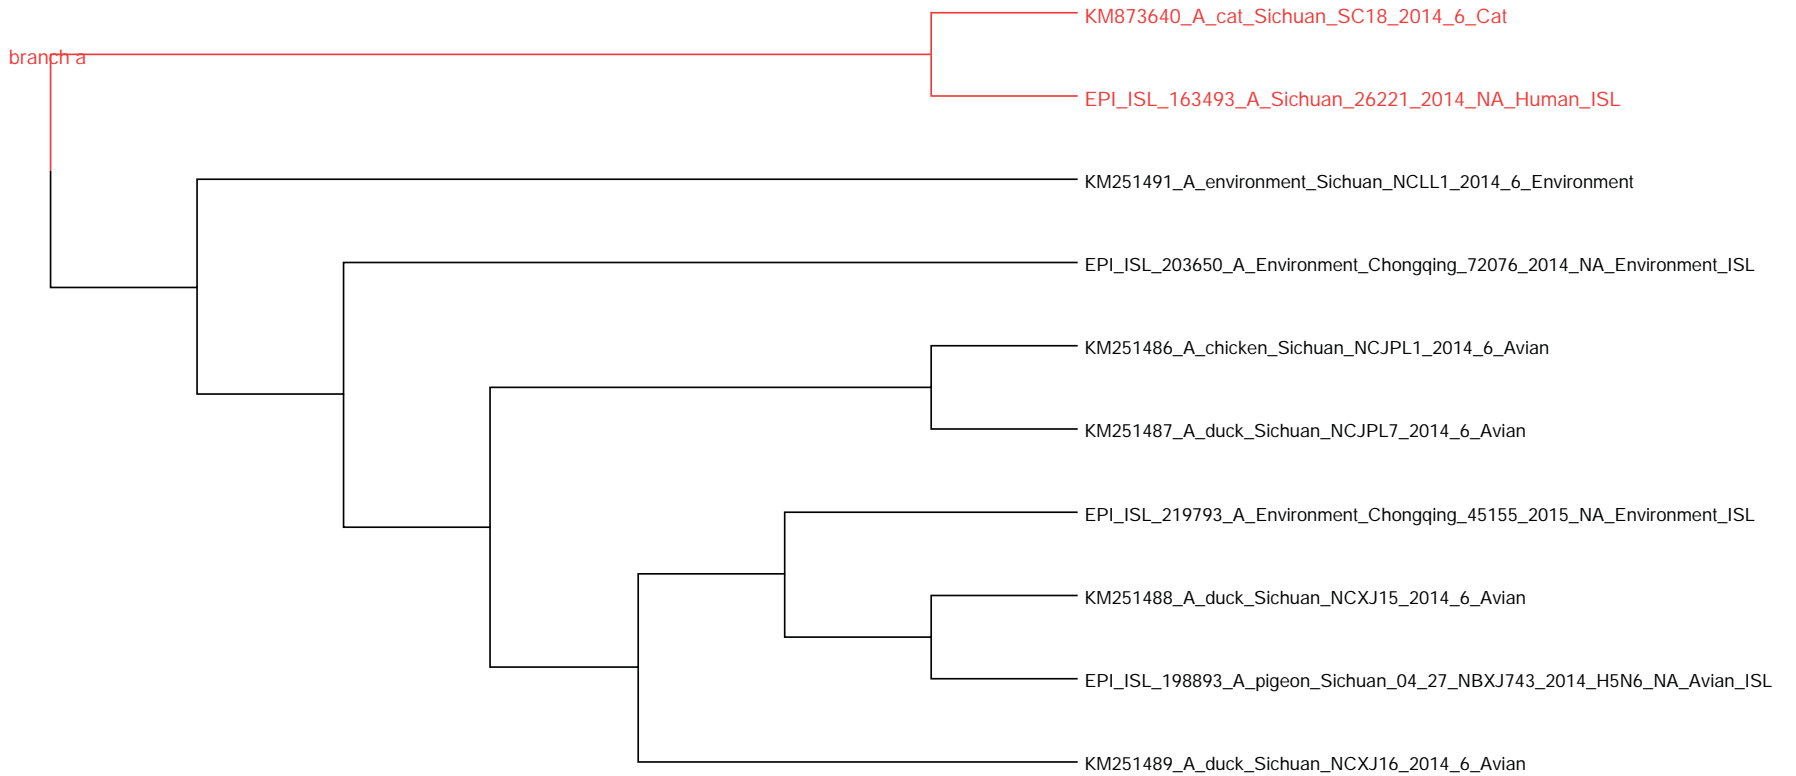 KM873640_A_cat_Sichuan_SC18_2014_6_Cat
branch a
EPI_ISL_163493_A_Sichuan_26221_2014_NA_Human_ISL
KM251491_A_environment_Sichuan_NCLL1_2014_6_Environment
EPI_ISL_203650_A_Environment_Chongqing_72076_2014_NA_Environment_ISL
KM251486_A_chicken_Sichuan_NCJPL1_2014_6_Avian
KM251487_A_duck_Sichuan_NCJPL7_2014_6_Avian
EPI_ISL_219793_A_Environment_Chongqing_45155_2015_NA_Environment_ISL
KM251488_A_duck_Sichuan_NCXJ15_2014_6_Avian
EPI_ISL_198893_A_pigeon_Sichuan_04_27_NBXJ743_2014_H5N6_NA_Avian_ISL
KM251489_A_duck_Sichuan_NCXJ16_2014_6_Avian